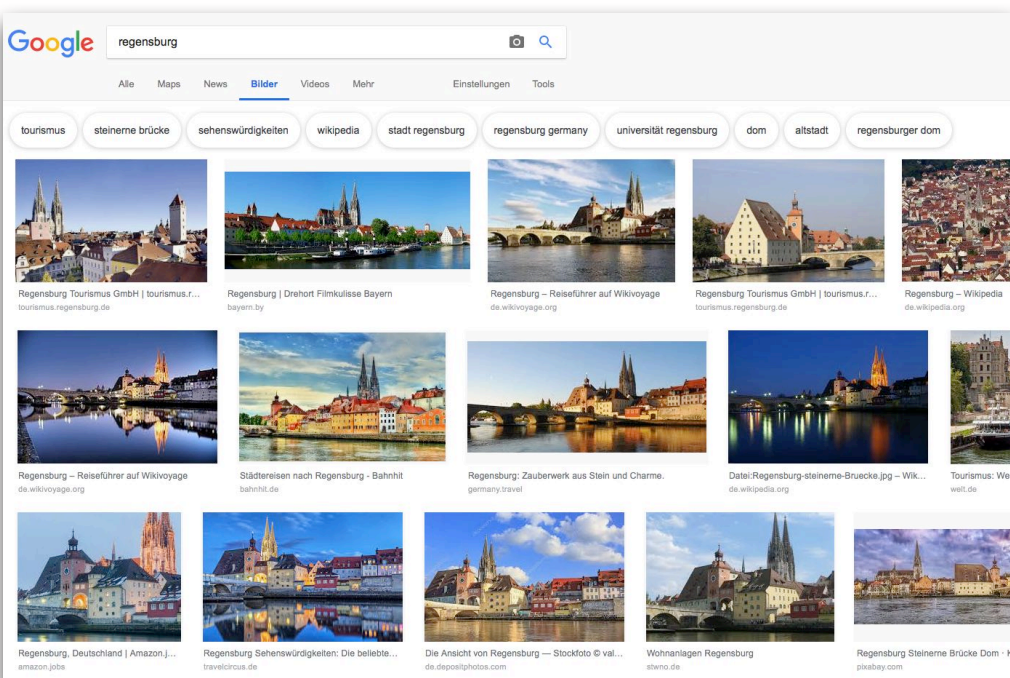 Google
regensburg
Alle Maps News Bilder Videos Mehr Einstellungen Tools
tourismus steinerne brücke sehenswürdigkeiten wikipedia stadt regensburg regensburg germany universität regensburg dom altstadt regensburger dom
Regensburg Tourismus GmbH | tourismus.r... Regensburg | Drehort Filmkulisse Bayern Regensburg – Reiseführer auf Wikivoyage Regensburg Tourismus GmbH | tourismus.r... Regensburg – Wikipedia
tourismus.regensburg.de bayern.by de.wikivoyage.org tourismus.regensburg.de de.wikipedia.org
Regensburg – Reiseführer auf Wikivoyage Städtereisen nach Regensburg - Bahnhit Regensburg: Zauberwerk aus Stein und Charme. Datei:Regensburg-steinerne-Bruecke.jpg – Wik... Tourismus: We
de.wikivoyage.org bahnhit.de germany.travel de.wikipedia.org welt.de
Regensburg, Deutschland | Amazon.j... Regensburg Sehenswürdigkeiten: Die beliebte... Die Ansicht von Regensburg — Stockfoto © val... Wohnanlagen Regensburg Regensburg Steinerne Brücke Dom ·
amazon.jobs travelcircus.de de.depositphotos.com stwno.de pixabay.com